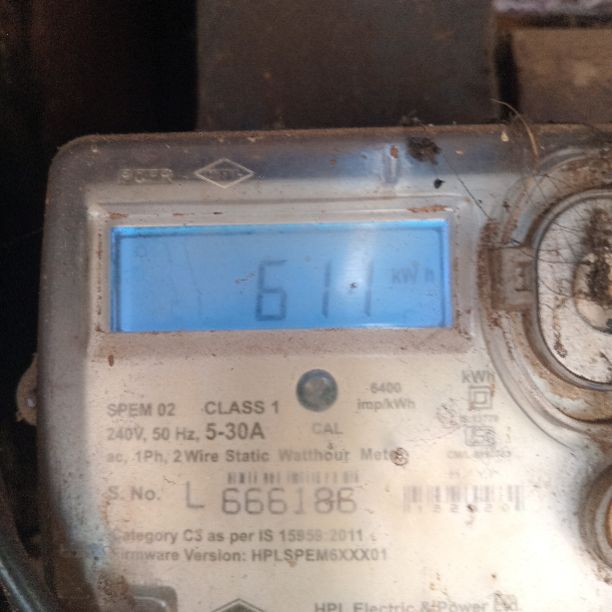 611 kWh
kWh
6400
SPEM 02 CLASS 1 imp/kWh
240V, 50 Hz, 5-30A CAL
ac, 1Ph, 2 Wire Static Watthour Meter
S. No. L 666186
Category C3 as per IS 15959:2011
Firmware Version: HPLSPEM6XXX01
HPL Electric & Power